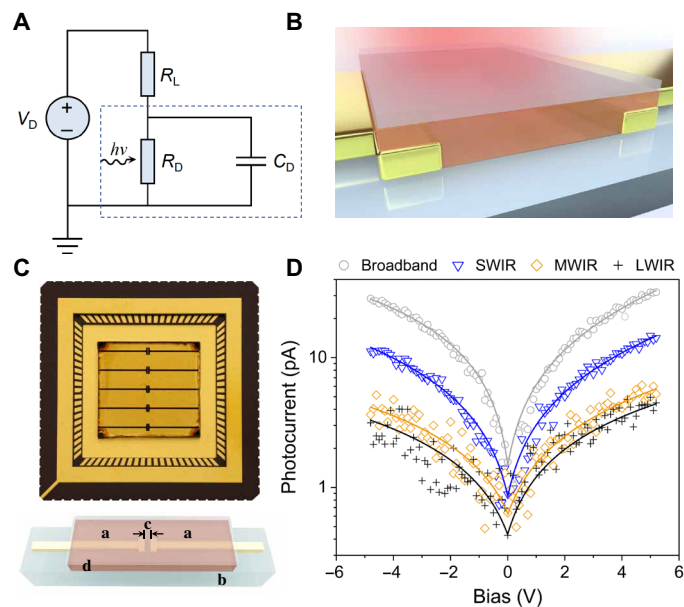 A
R_L
V_D
hν
R_D
C_D
B
C
a
c
a
d
b
D
Broadband SWIR MWIR LWIR
Photocurrent (pA)
10
1
−6 −4 −2 0 2 4 6
Bias (V)